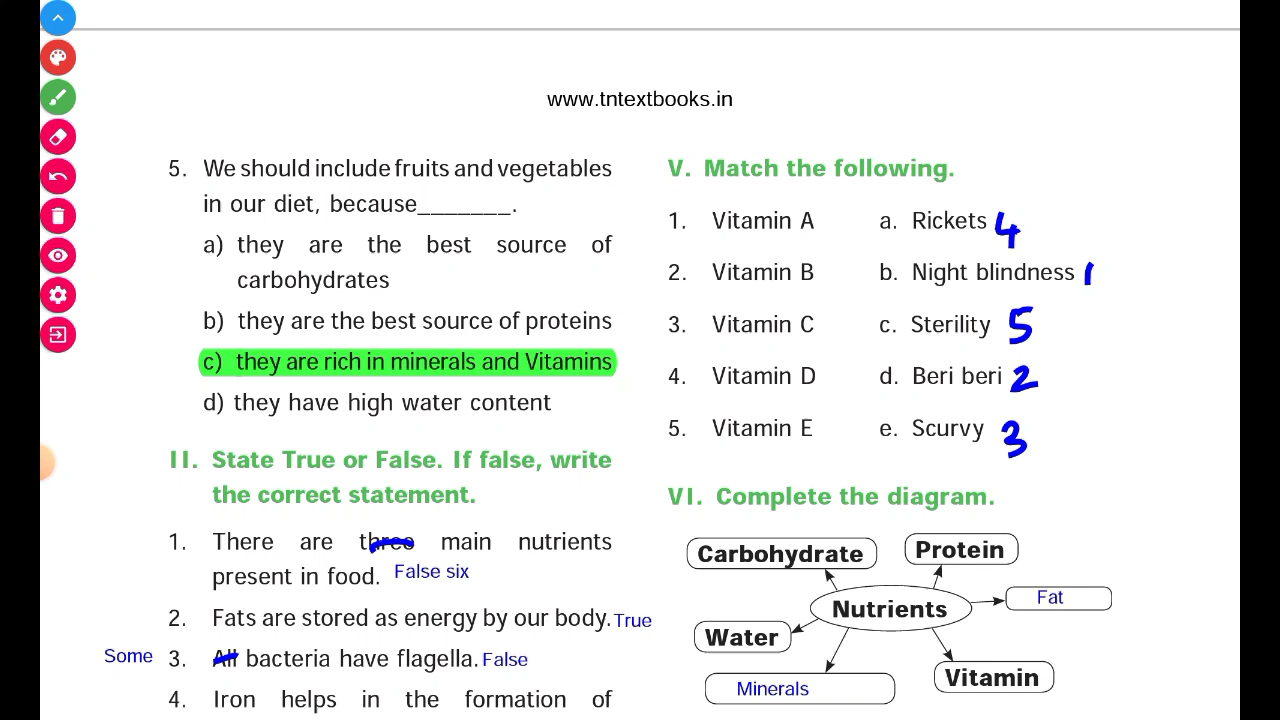 www.tntextbooks.in
5. We should include fruits and vegetables
in our diet, because_______.
a) they are the best source of
carbohydrates
b) they are the best source of proteins
c) they are rich in minerals and Vitamins
d) they have high water content
II. State True or False. If false, write
the correct statement.
1. There are three main nutrients
present in food. False six
2. Fats are stored as energy by our body. True
Some 3. All bacteria have flagella. False
4. Iron helps in the formation of
V. Match the following.
1. Vitamin A a. Rickets 4
2. Vitamin B b. Night blindness 1
3. Vitamin C c. Sterility 5
4. Vitamin D d. Beri beri 2
5. Vitamin E e. Scurvy 3
VI. Complete the diagram.
Carbohydrate Protein
Nutrients Fat
Water
Minerals Vitamin